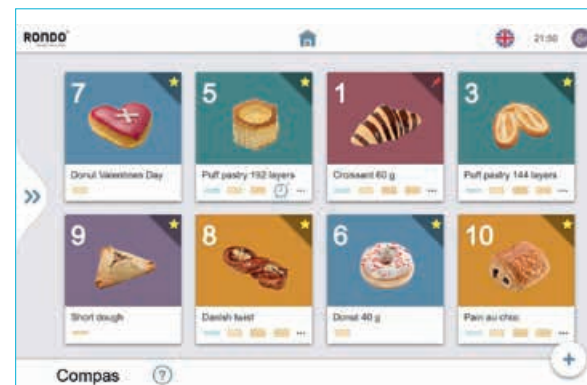 RONDO
21:50
7
5
1
3
Donut Valentines Day
Puff pastry 192 layers
Croissant 60 g
Puff pastry 144 layers
9
8
6
10
Short dough
Danish twist
Donut 40 g
Pain au choc
Compas